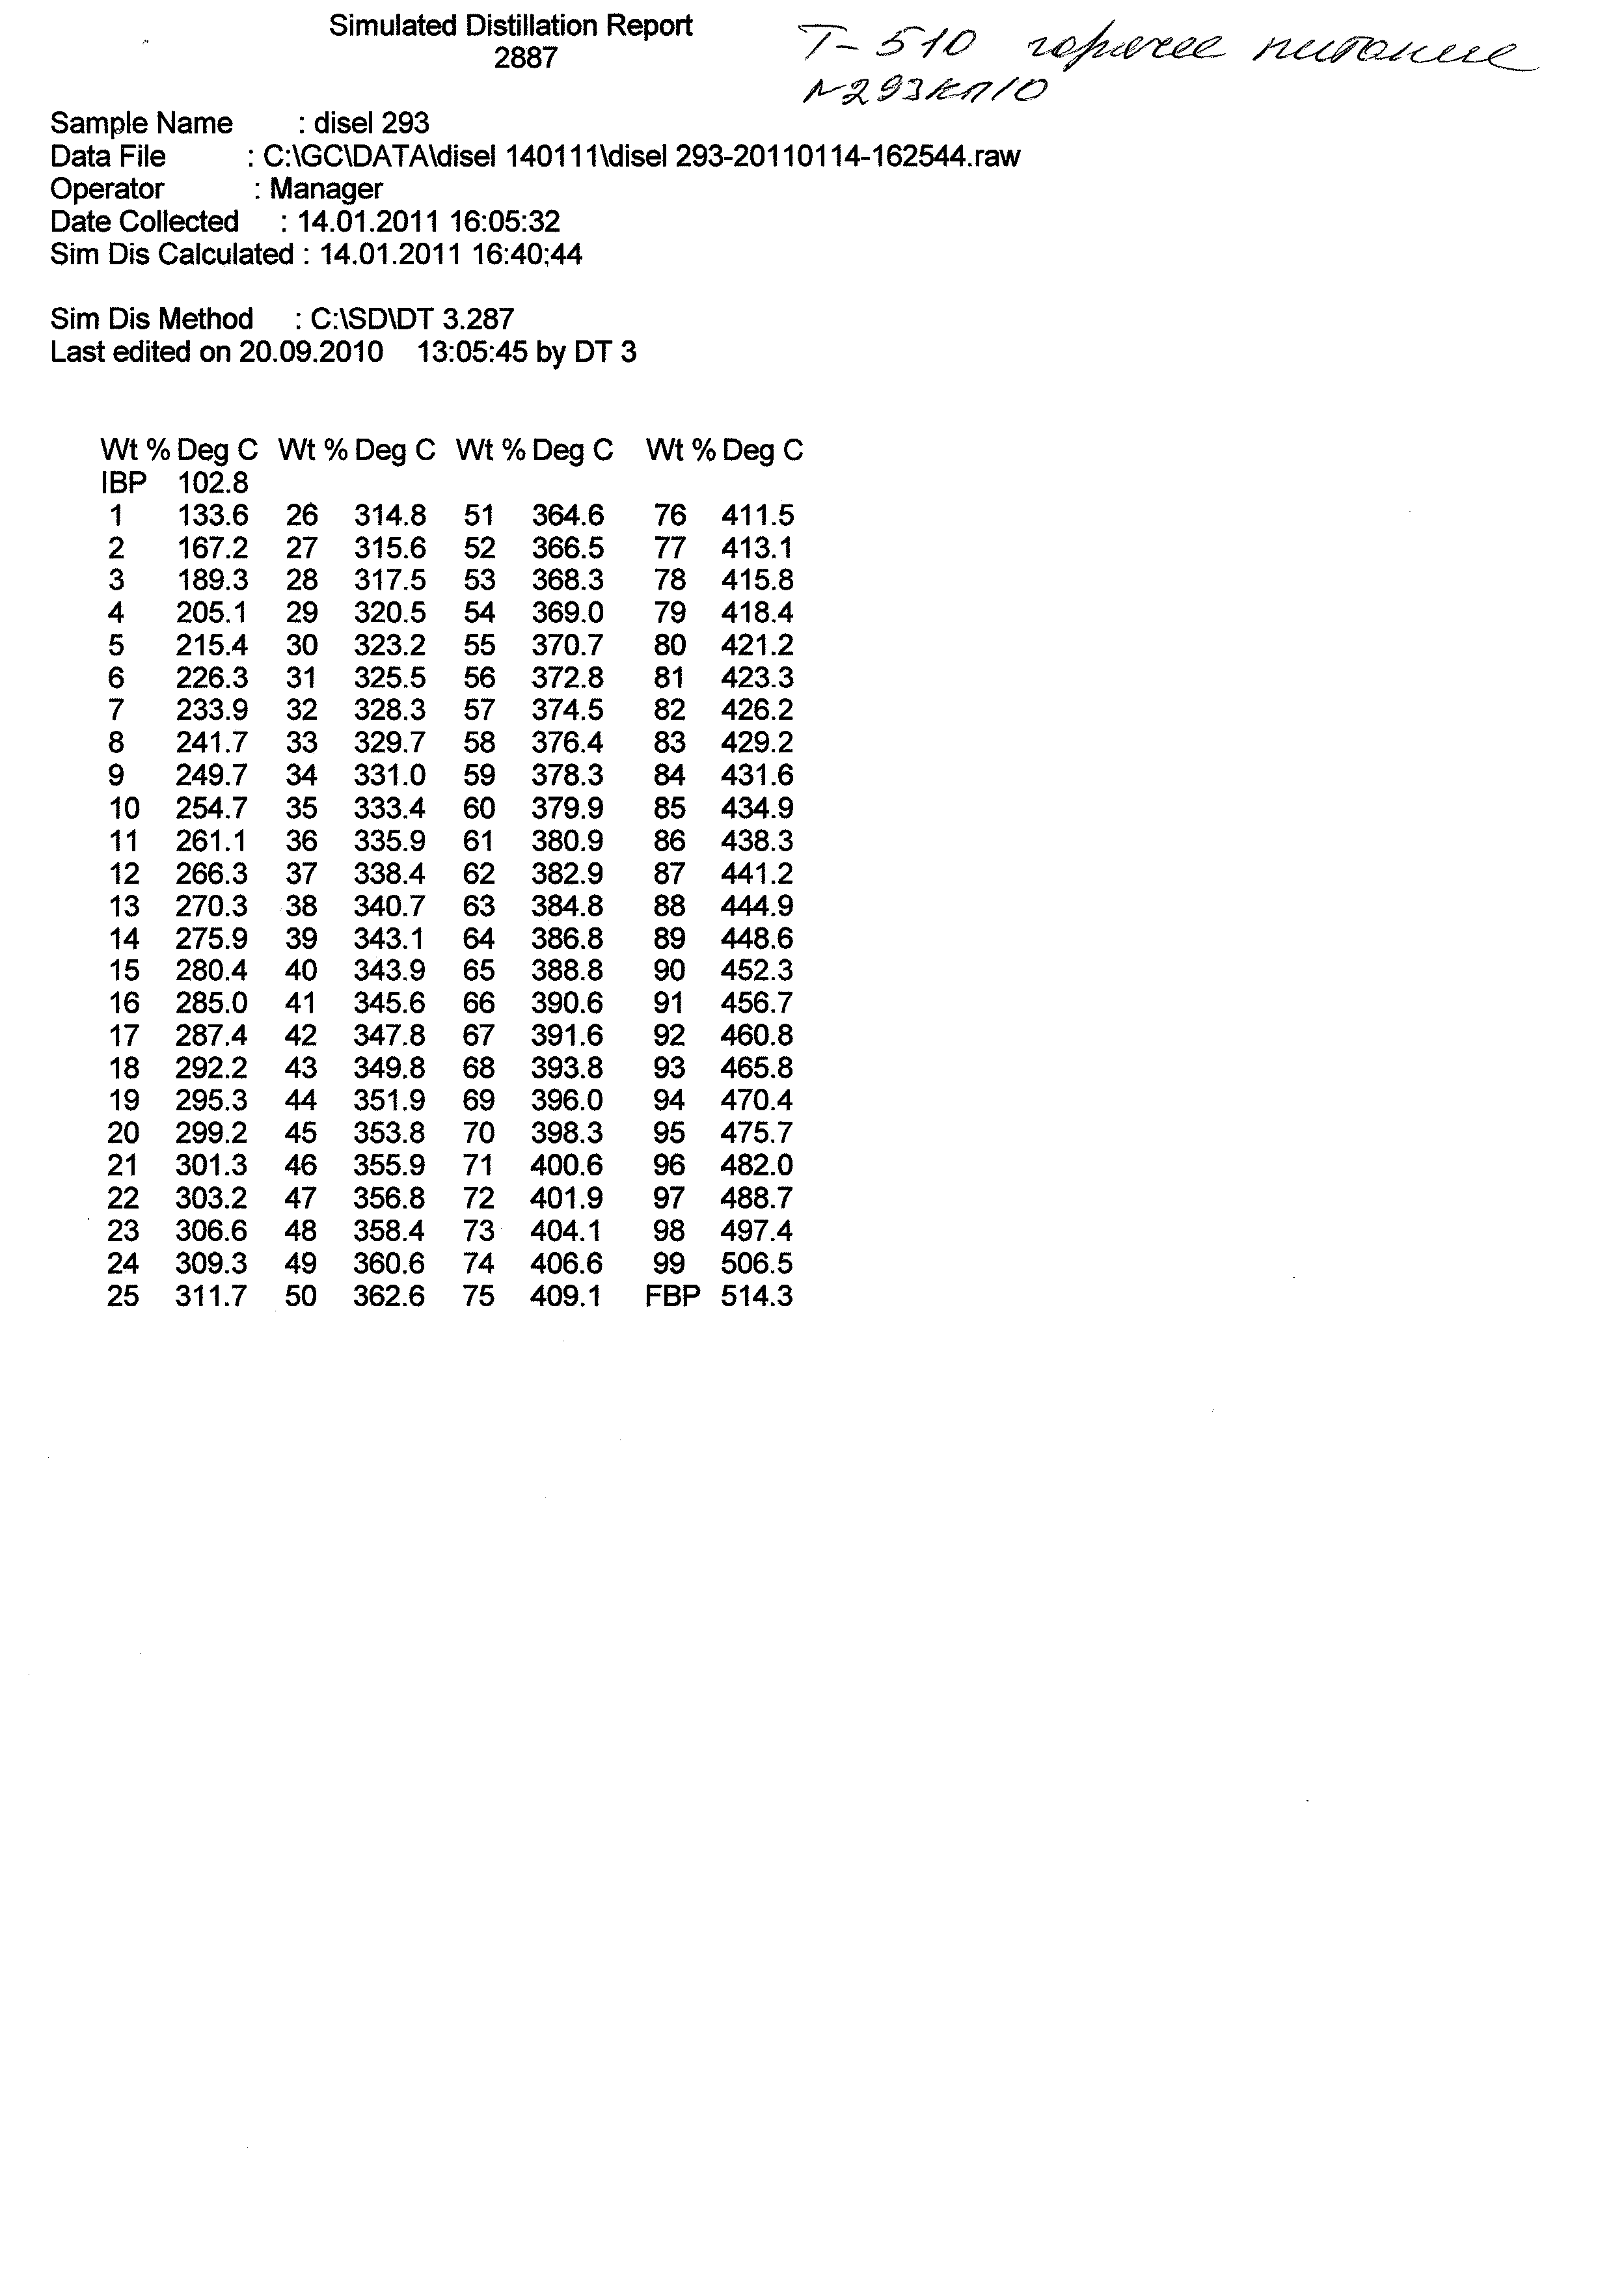 Simulated Distillation Report
2887
Т-510 горячее питание
N293КП10
Sample Name : disel 293
Data File : C:\GC\DATA\disel 140111\disel 293-20110114-162544.raw
Operator : Manager
Date Collected : 14.01.2011 16:05:32
Sim Dis Calculated : 14.01.2011 16:40:44
Sim Dis Method : C:\SD\DT 3.287
Last edited on 20.09.2010 13:05:45 by DT 3
Wt % Deg C Wt % Deg C Wt % Deg C Wt % Deg C
IBP 102.8
1 133.6 26 314.8 51 364.6 76 411.5
2 167.2 27 315.6 52 366.5 77 413.1
3 189.3 28 317.5 53 368.3 78 415.8
4 205.1 29 320.5 54 369.0 79 418.4
5 215.4 30 323.2 55 370.7 80 421.2
6 226.3 31 325.5 56 372.8 81 423.3
7 233.9 32 328.3 57 374.5 82 426.2
8 241.7 33 329.7 58 376.4 83 429.2
9 249.7 34 331.0 59 378.3 84 431.6
10 254.7 35 333.4 60 379.9 85 434.9
11 261.1 36 335.9 61 380.9 86 438.3
12 266.3 37 338.4 62 382.9 87 441.2
13 270.3 38 340.7 63 384.8 88 444.9
14 275.9 39 343.1 64 386.8 89 448.6
15 280.4 40 343.9 65 388.8 90 452.3
16 285.0 41 345.6 66 390.6 91 456.7
17 287.4 42 347.8 67 391.6 92 460.8
18 292.2 43 349.8 68 393.8 93 465.8
19 295.3 44 351.9 69 396.0 94 470.4
20 299.2 45 353.8 70 398.3 95 475.7
21 301.3 46 355.9 71 400.6 96 482.0
22 303.2 47 356.8 72 401.9 97 488.7
23 306.6 48 358.4 73 404.1 98 497.4
24 309.3 49 360.6 74 406.6 99 506.5
25 311.7 50 362.6 75 409.1 FBP 514.3